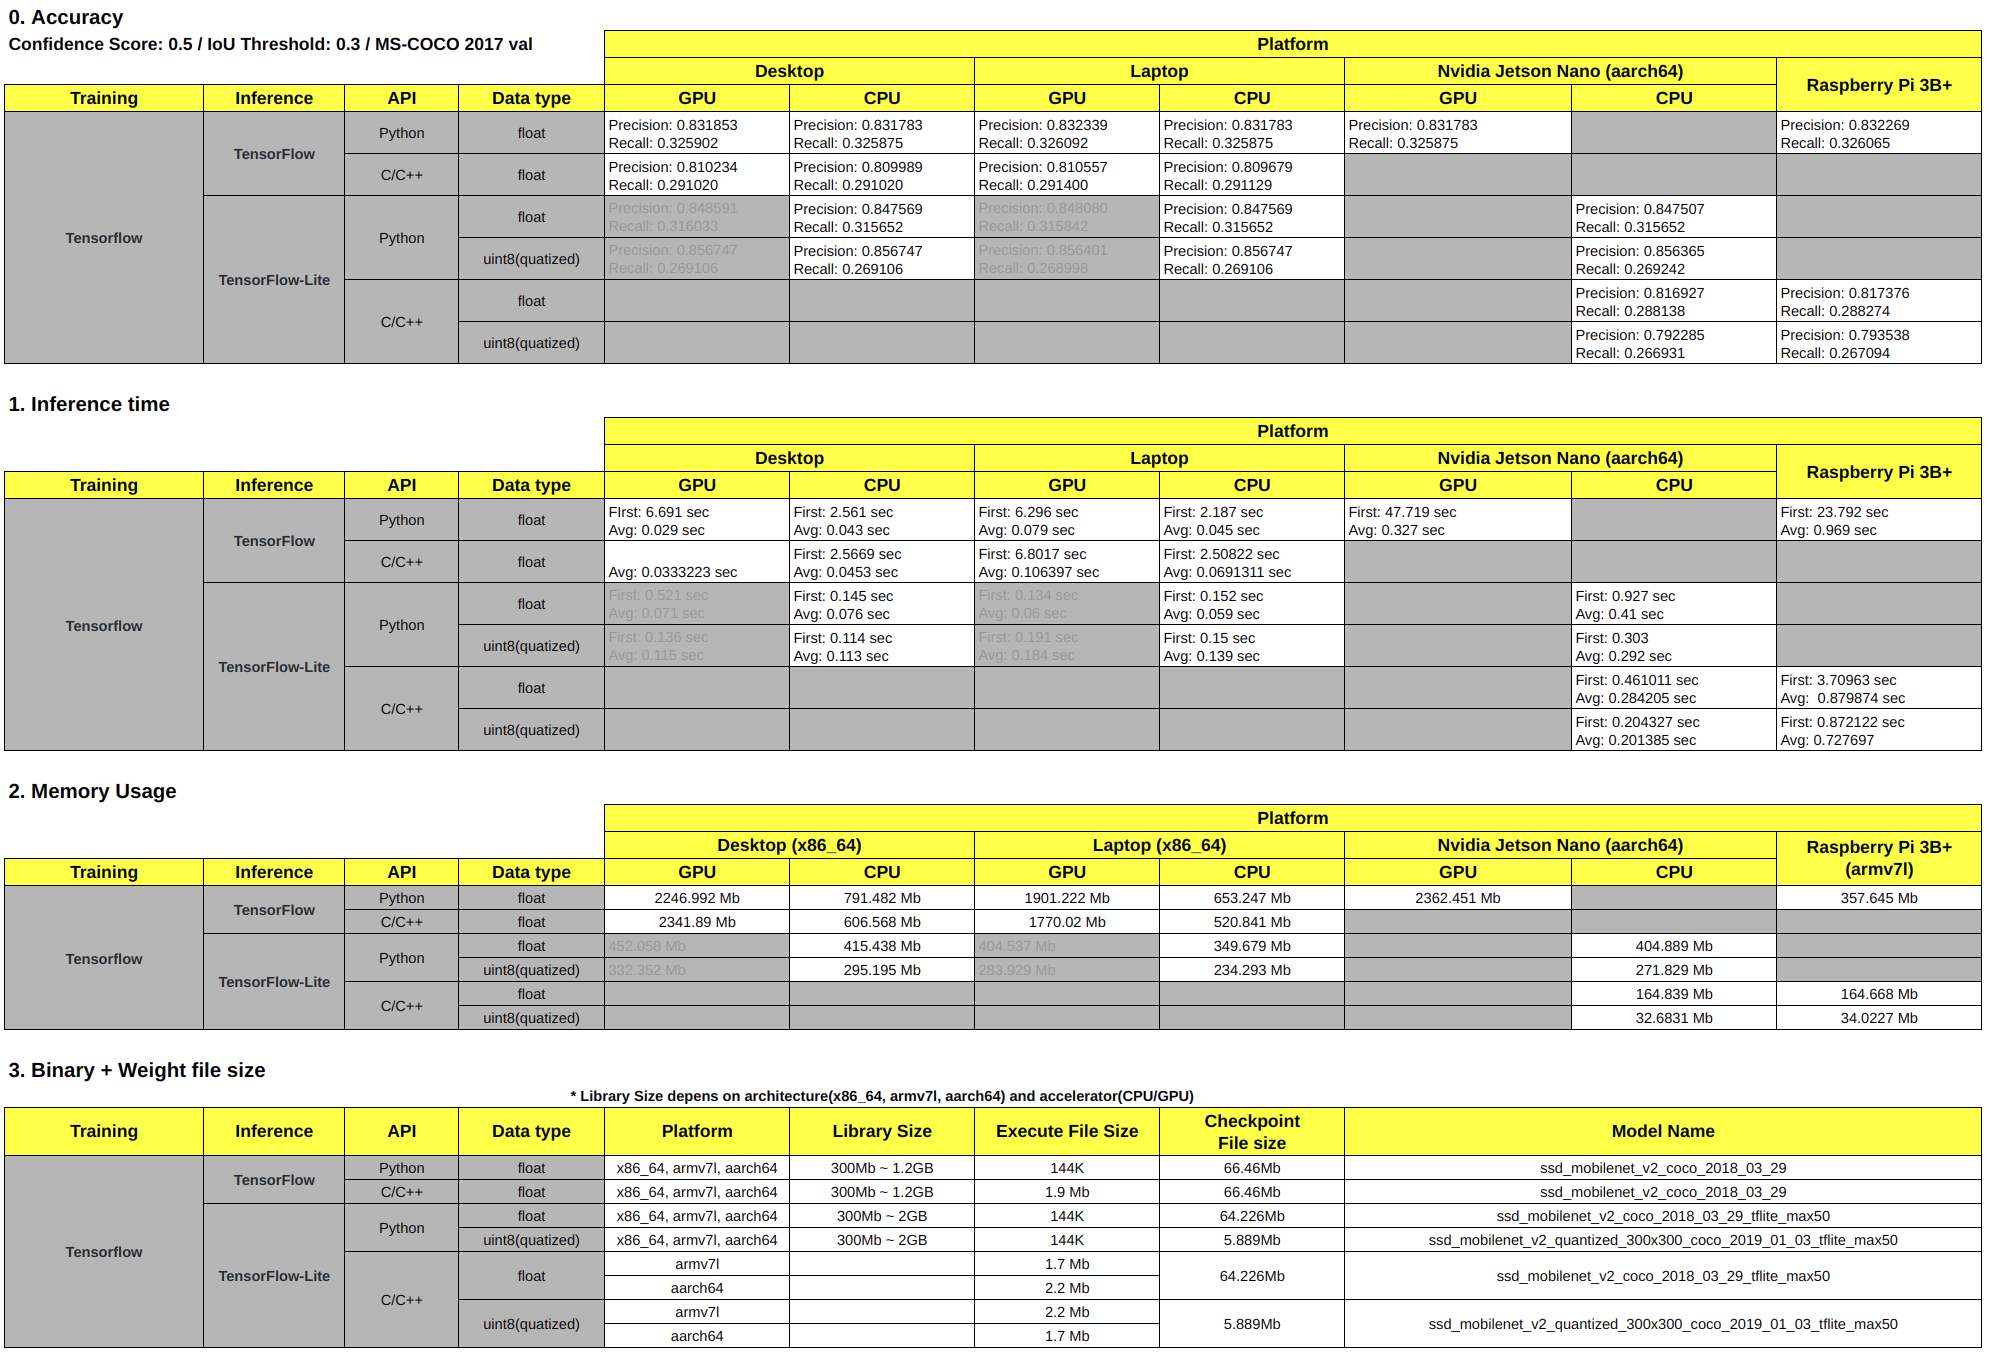 0. Accuracy
Confidence Score: 0.5 / IoU Threshold: 0.3 / MS-COCO 2017 val
Platform
Desktop Laptop Nvidia Jetson Nano (aarch64) Raspberry Pi 3B+
Training Inference API Data type GPU CPU GPU CPU GPU CPU
Tensorflow
TensorFlow
Python float
Precision: 0.831853 Precision: 0.831783 Precision: 0.832339 Precision: 0.831783 Precision: 0.831783 Precision: 0.832269
Recall: 0.325902 Recall: 0.325875 Recall: 0.326092 Recall: 0.325875 Recall: 0.325875 Recall: 0.326065
C/C++ float
Precision: 0.810234 Precision: 0.809989 Precision: 0.810557 Precision: 0.809679
Recall: 0.291020 Recall: 0.291020 Recall: 0.291400 Recall: 0.291129
TensorFlow-Lite
Python
float
Precision: 0.848591 Precision: 0.847569 Precision: 0.848080 Precision: 0.847569 Precision: 0.847507
Recall: 0.316033 Recall: 0.315652 Recall: 0.315842 Recall: 0.315652 Recall: 0.315652
uint8(quatized)
Precision: 0.856747 Precision: 0.856747 Precision: 0.856401 Precision: 0.856747 Precision: 0.856365
Recall: 0.269106 Recall: 0.269106 Recall: 0.268998 Recall: 0.269106 Recall: 0.269242
C/C++
float
Precision: 0.816927 Precision: 0.817376
Recall: 0.288138 Recall: 0.288274
uint8(quatized)
Precision: 0.792285 Precision: 0.793538
Recall: 0.266931 Recall: 0.267094
1. Inference time
Platform
Desktop Laptop Nvidia Jetson Nano (aarch64) Raspberry Pi 3B+
Training Inference API Data type GPU CPU GPU CPU GPU CPU
Tensorflow
TensorFlow
Python float
FIrst: 6.691 sec First: 2.561 sec First: 6.296 sec First: 2.187 sec First: 47.719 sec First: 23.792 sec
Avg: 0.029 sec Avg: 0.043 sec Avg: 0.079 sec Avg: 0.045 sec Avg: 0.327 sec Avg: 0.969 sec
C/C++ float
First: 2.5669 sec First: 6.8017 sec First: 2.50822 sec
Avg: 0.0333223 sec Avg: 0.0453 sec Avg: 0.106397 sec Avg: 0.0691311 sec
TensorFlow-Lite
Python
float
First: 0.521 sec First: 0.145 sec First: 0.134 sec First: 0.152 sec First: 0.927 sec
Avg: 0.071 sec Avg: 0.076 sec Avg: 0.06 sec Avg: 0.059 sec Avg: 0.41 sec
uint8(quatized)
First: 0.136 sec First: 0.114 sec First: 0.191 sec First: 0.15 sec First: 0.303
Avg: 0.115 sec Avg: 0.113 sec Avg: 0.184 sec Avg: 0.139 sec Avg: 0.292 sec
C/C++
float
First: 0.461011 sec First: 3.70963 sec
Avg: 0.284205 sec Avg: 0.879874 sec
uint8(quatized)
First: 0.204327 sec First: 0.872122 sec
Avg: 0.201385 sec Avg: 0.727697
2. Memory Usage
Platform
Desktop (x86_64) Laptop (x86_64) Nvidia Jetson Nano (aarch64) Raspberry Pi 3B+
(armv7l)
Training Inference API Data type GPU CPU GPU CPU GPU CPU
Tensorflow
TensorFlow
Python float 2246.992 Mb 791.482 Mb 1901.222 Mb 653.247 Mb 2362.451 Mb 357.645 Mb
C/C++ float 2341.89 Mb 606.568 Mb 1770.02 Mb 520.841 Mb
TensorFlow-Lite
Python
float 452.058 Mb 415.438 Mb 404.537 Mb 349.679 Mb 404.889 Mb
uint8(quatized) 332.352 Mb 295.195 Mb 283.929 Mb 234.293 Mb 271.829 Mb
C/C++
float 164.839 Mb 164.668 Mb
uint8(quatized) 32.6831 Mb 34.0227 Mb
3. Binary + Weight file size
* Library Size depens on architecture(x86_64, armv7l, aarch64) and accelerator(CPU/GPU)
Training Inference API Data type Platform Library Size Execute File Size Checkpoint Model Name
File size
Tensorflow
TensorFlow
Python float x86_64, armv7l, aarch64 300Mb ~ 1.2GB 144K 66.46Mb ssd_mobilenet_v2_coco_2018_03_29
C/C++ float x86_64, armv7l, aarch64 300Mb ~ 1.2GB 1.9 Mb 66.46Mb ssd_mobilenet_v2_coco_2018_03_29
TensorFlow-Lite
Python
float x86_64, armv7l, aarch64 300Mb ~ 2GB 144K 64.226Mb ssd_mobilenet_v2_coco_2018_03_29_tflite_max50
uint8(quatized) x86_64, armv7l, aarch64 300Mb ~ 2GB 144K 5.889Mb ssd_mobilenet_v2_quantized_300x300_coco_2019_01_03_tflite_max50
C/C++
float
armv7l 1.7 Mb
64.226Mb ssd_mobilenet_v2_coco_2018_03_29_tflite_max50
aarch64 2.2 Mb
uint8(quatized)
armv7l 2.2 Mb
5.889Mb ssd_mobilenet_v2_quantized_300x300_coco_2019_01_03_tflite_max50
aarch64 1.7 Mb